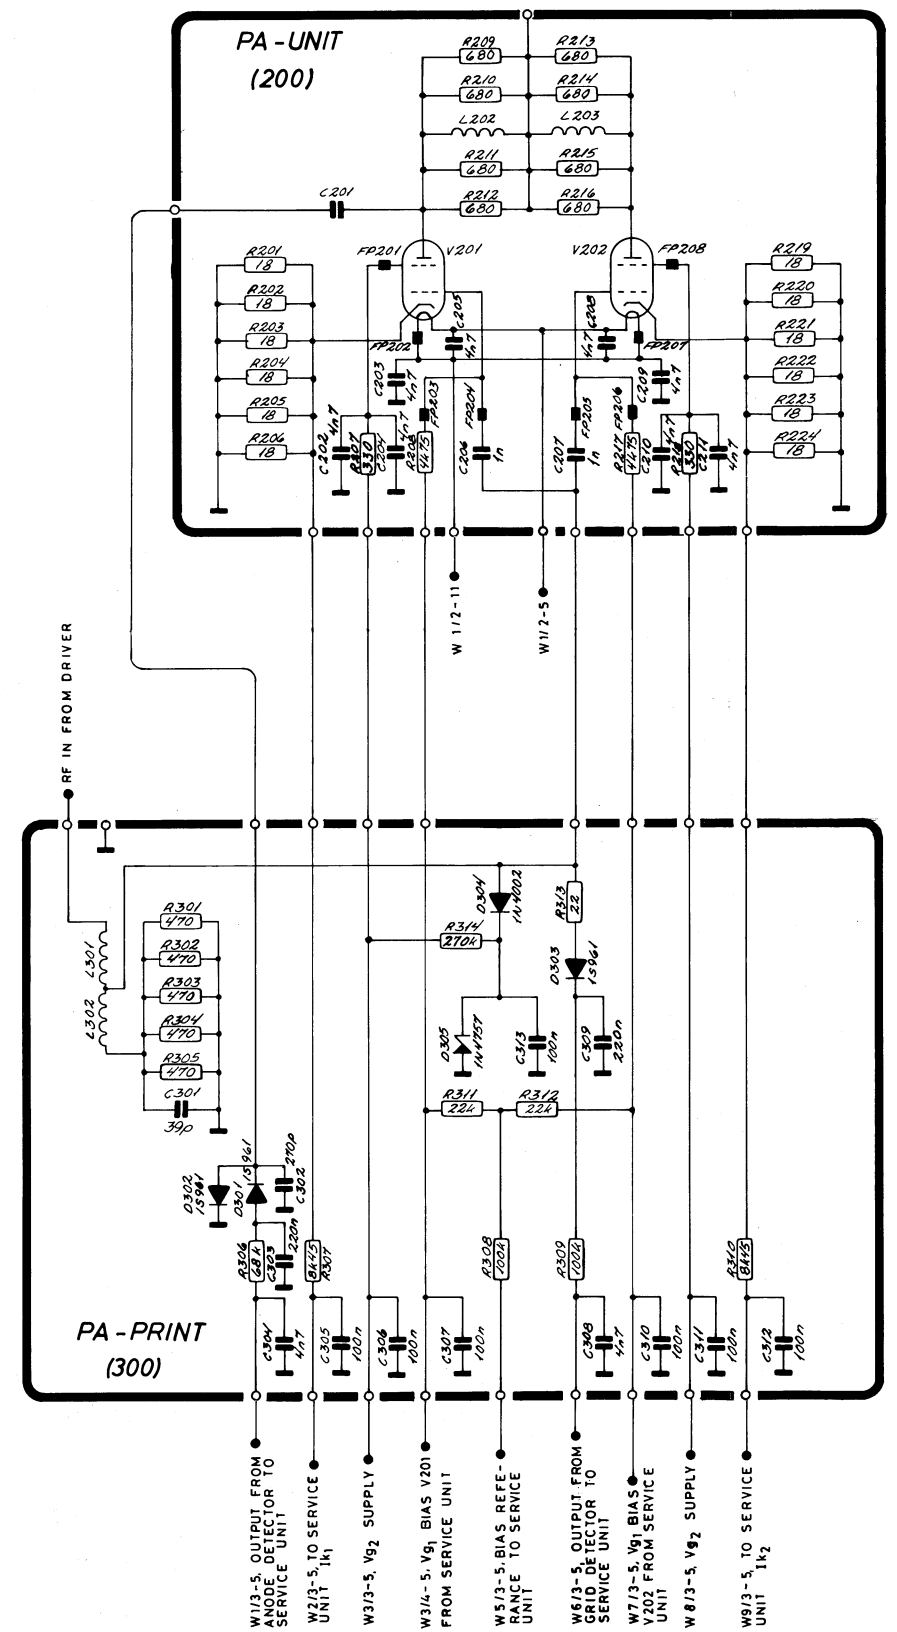 PA-UNIT
(200)
R209
680
R213
680
R210
680
R214
680
L202
L203
R211
680
R215
680
R212
680
R216
680
C201
FP201
V201
V202
FP208
R201
18
R202
18
R203
18
R204
18
R205
18
R206
18
R219
18
R220
18
R221
18
R222
18
R223
18
R224
18
C205
4n7
4n7
FP202
FP207
C203
4n7
C209
4n7
FP203
FP204
FP205
FP206
C202
4n7
R207
330
C204
4n7
R208
4k75
C206
1n
C207
1n
R217
4k75
C210
4n7
330
C211
4n7
W1/2-11
W1/2-5
RF IN FROM DRIVER
L301
L302
R301
470
R302
470
R303
470
R304
470
R305
470
C301
39p
D304
1N4002
R313
22
R314
270k
D303
1S961
D305
1N4757
C313
100n
C309
220n
R311
22k
R312
22k
D302
1S961
D301
1S961
C302
270p
R306
68k
C303
220n
8k45
R307
R308
100k
R309
100k
R310
8k45
PA-PRINT
(300)
C304
4n7
C305
100n
C306
100n
C307
100n
C308
4n7
C310
100n
C311
100n
C312
100n
W1/3-5, OUTPUT FROM
ANODE DETECTOR TO
SERVICE UNIT
W2/3-5, TO SERVICE
UNIT, Ik1
W3/3-5, Vg2 SUPPLY
W3/4-5, Vg1 BIAS V201
FROM SERVICE UNIT
W5/3-5, BIAS REFE-
RANCE TO SERVICE
UNIT
W6/3-5, OUTPUT FROM
GRID DETECTOR TO
SERVICE UNIT
W7/3-5, Vg1 BIAS
V202 FROM SERVICE
UNIT
W8/3-5, Vg2 SUPPLY
W9/3-5, TO SERVICE
UNIT Ik2